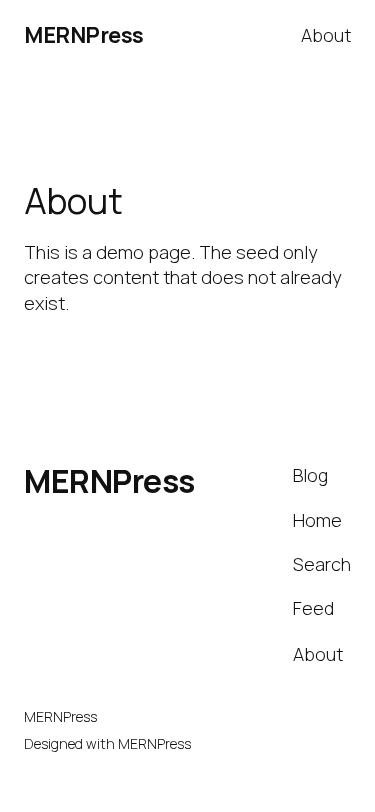 MERNPress
About
About
This is a demo page. The seed only
creates content that does not already
exist.
MERNPress
Blog
Home
Search
Feed
About
MERNPress
Designed with MERNPress